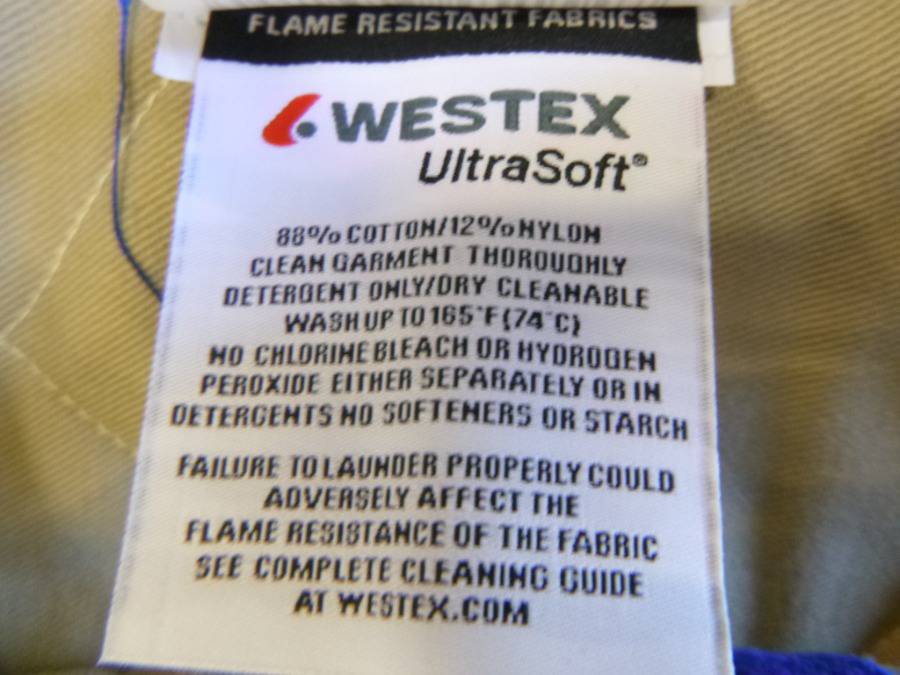 FLAME RESISTANT FABRICS
WESTEX
UltraSoft®
88% COTTON/12% NYLON
CLEAN GARMENT THOROUGHLY
DETERGENT ONLY/DRY CLEANABLE
WASH UP TO 165°F (74°C)
NO CHLORINE BLEACH OR HYDROGEN
PEROXIDE EITHER SEPARATELY OR IN
DETERGENTS NO SOFTENERS OR STARCH
FAILURE TO LAUNDER PROPERLY COULD
ADVERSELY AFFECT THE
FLAME RESISTANCE OF THE FABRIC
SEE COMPLETE CLEANING GUIDE
AT WESTEX.COM